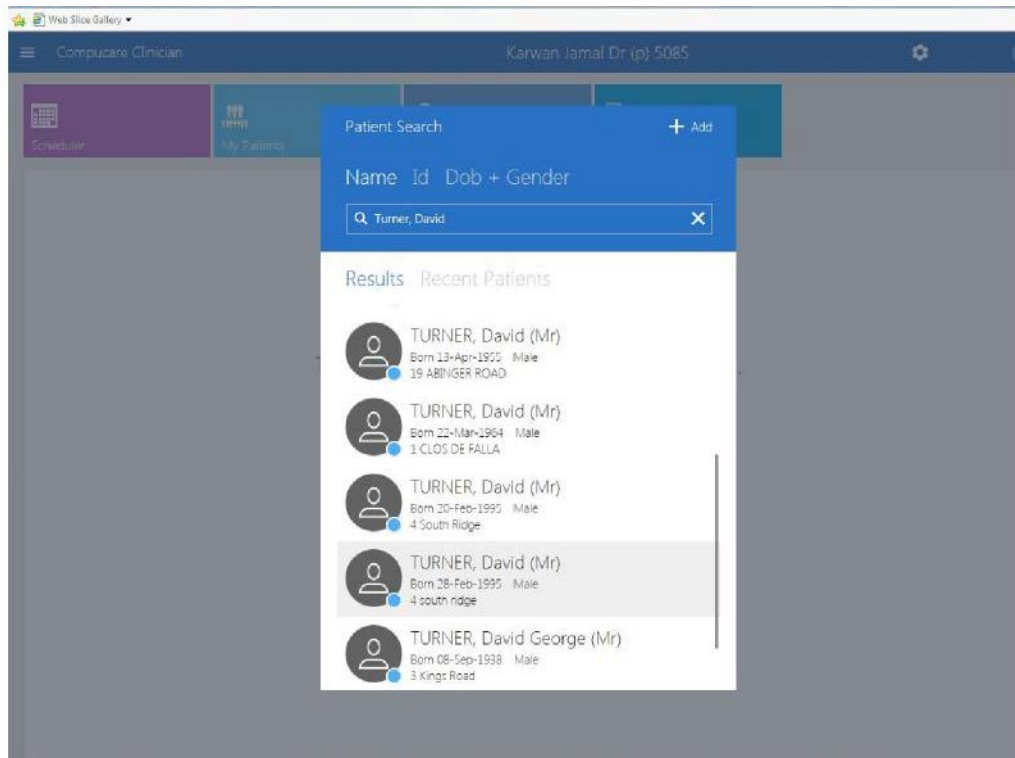 Web Slice Gallery
Compucare Clinician
Karwan Jamal Dr (p) 5085
Scheduler
My Patients
Patient Search
+ Add
Name Id Dob + Gender
Turner, David
Results Recent Patients
TURNER, David (Mr)
Born 13-Apr-1955 Male
19 ABINGER ROAD
TURNER, David (Mr)
Born 22-Mar-1964 Male
1 CLOS DE FALLA
TURNER, David (Mr)
Born 20-Feb-1995 Male
4 South Ridge
TURNER, David (Mr)
Born 28-Feb-1995 Male
4 south ridge
TURNER, David George (Mr)
Born 08-Sep-1938 Male
3 Kings Road